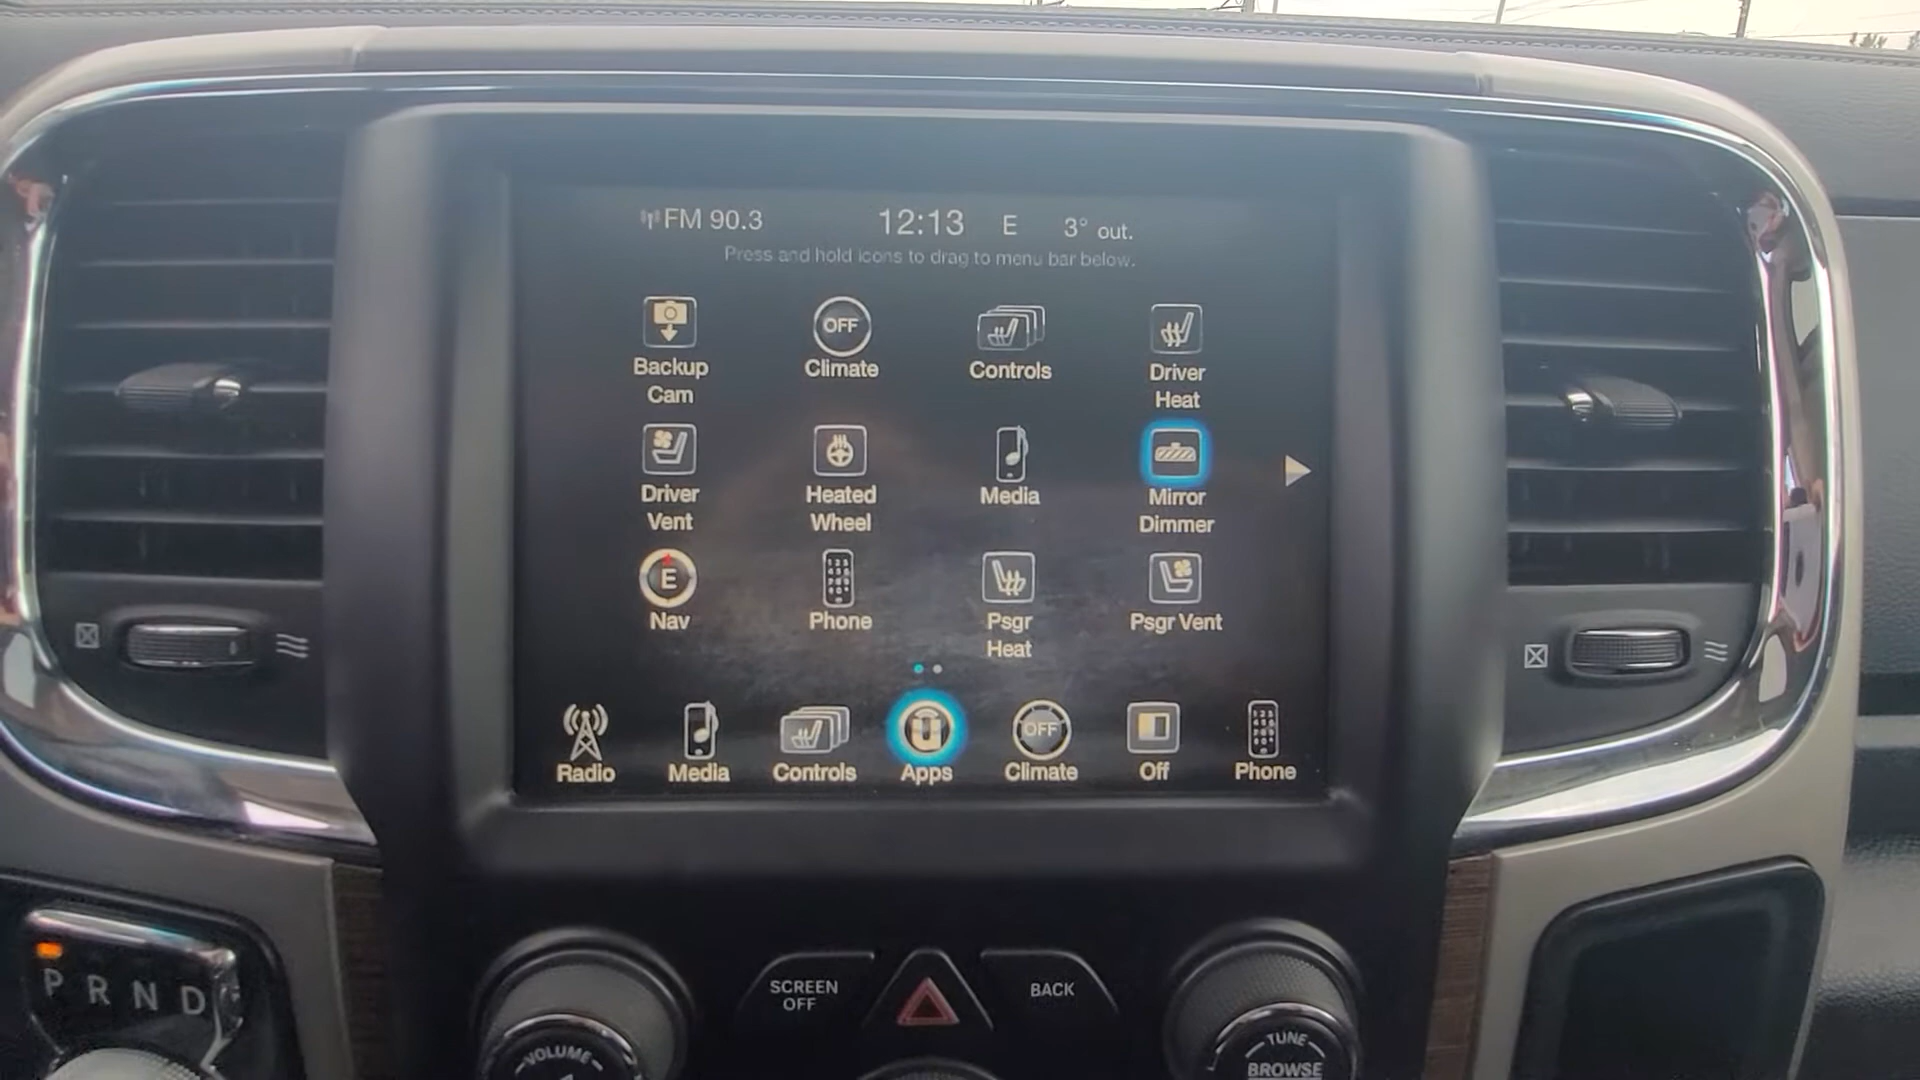 FM 90.3 12:13 E 3° out.
Press and hold icons to drag to menu bar below.
OFF
Backup
Cam
Climate
Controls
Driver
Heat
Driver
Vent
Heated
Wheel
Media
Mirror
Dimmer
E
Nav
Phone
Psgr
Heat
Psgr Vent
OFF
Radio Media Controls Apps Climate Off Phone
P R N D
SCREEN
OFF
BACK
VOLUME
TUNE
BROWSE